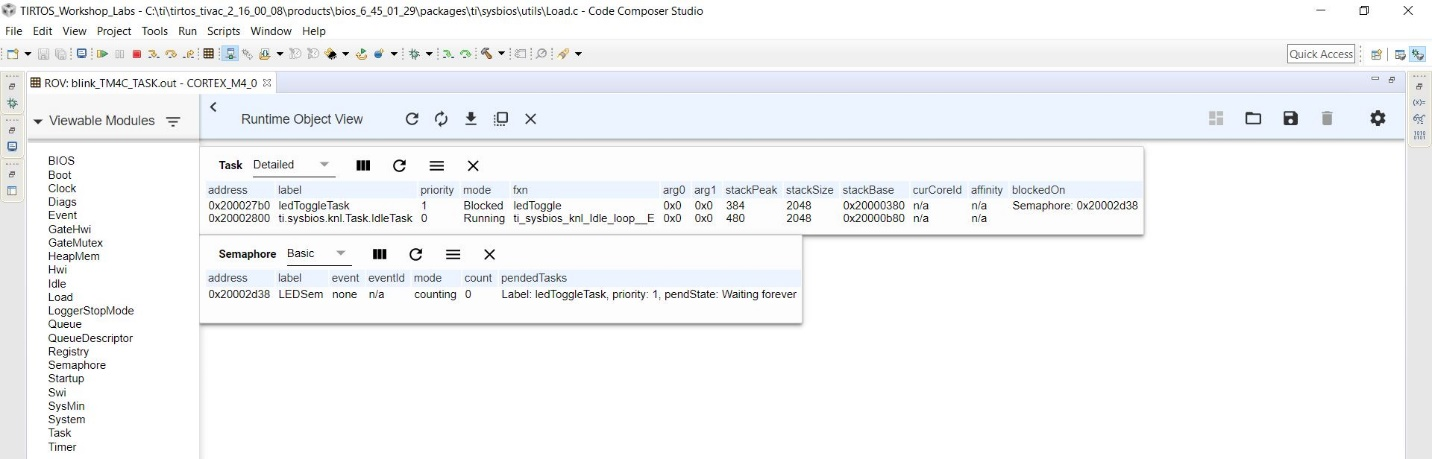 TIRTOS_Workshop_Labs - C:\ti\tirtos_tivac_2_16_00_08\products\bios_6_45_01_29\packages\ti\sysbios\utils\Load.c - Code Composer Studio
File Edit View Project Tools Run Scripts Window Help
Quick Access
ROV: blink_TM4C_TASK.out - CORTEX_M4_0
Viewable Modules
Runtime Object View
BIOS
Boot
Clock
Diags
Event
GateHwi
GateMutex
HeapMem
Hwi
Idle
Load
LoggerStopMode
Queue
QueueDescriptor
Registry
Semaphore
Startup
Swi
SysMin
System
Task
Timer
Task Detailed
address label priority mode fxn arg0 arg1 stackPeak stackSize stackBase curCoreId affinity blockedOn
0x200027b0 ledToggleTask 1 Blocked ledToggle 0x0 0x0 384 2048 0x20000380 n/a n/a Semaphore: 0x20002d38
0x20002800 ti.sysbios.knl.Task.IdleTask 0 Running ti_sysbios_knl_Idle_loop__E 0x0 0x0 480 2048 0x20000b80 n/a n/a
Semaphore Basic
address label event eventId mode count pendedTasks
0x20002d38 LEDSem none n/a counting 0 Label: ledToggleTask, priority: 1, pendState: Waiting forever